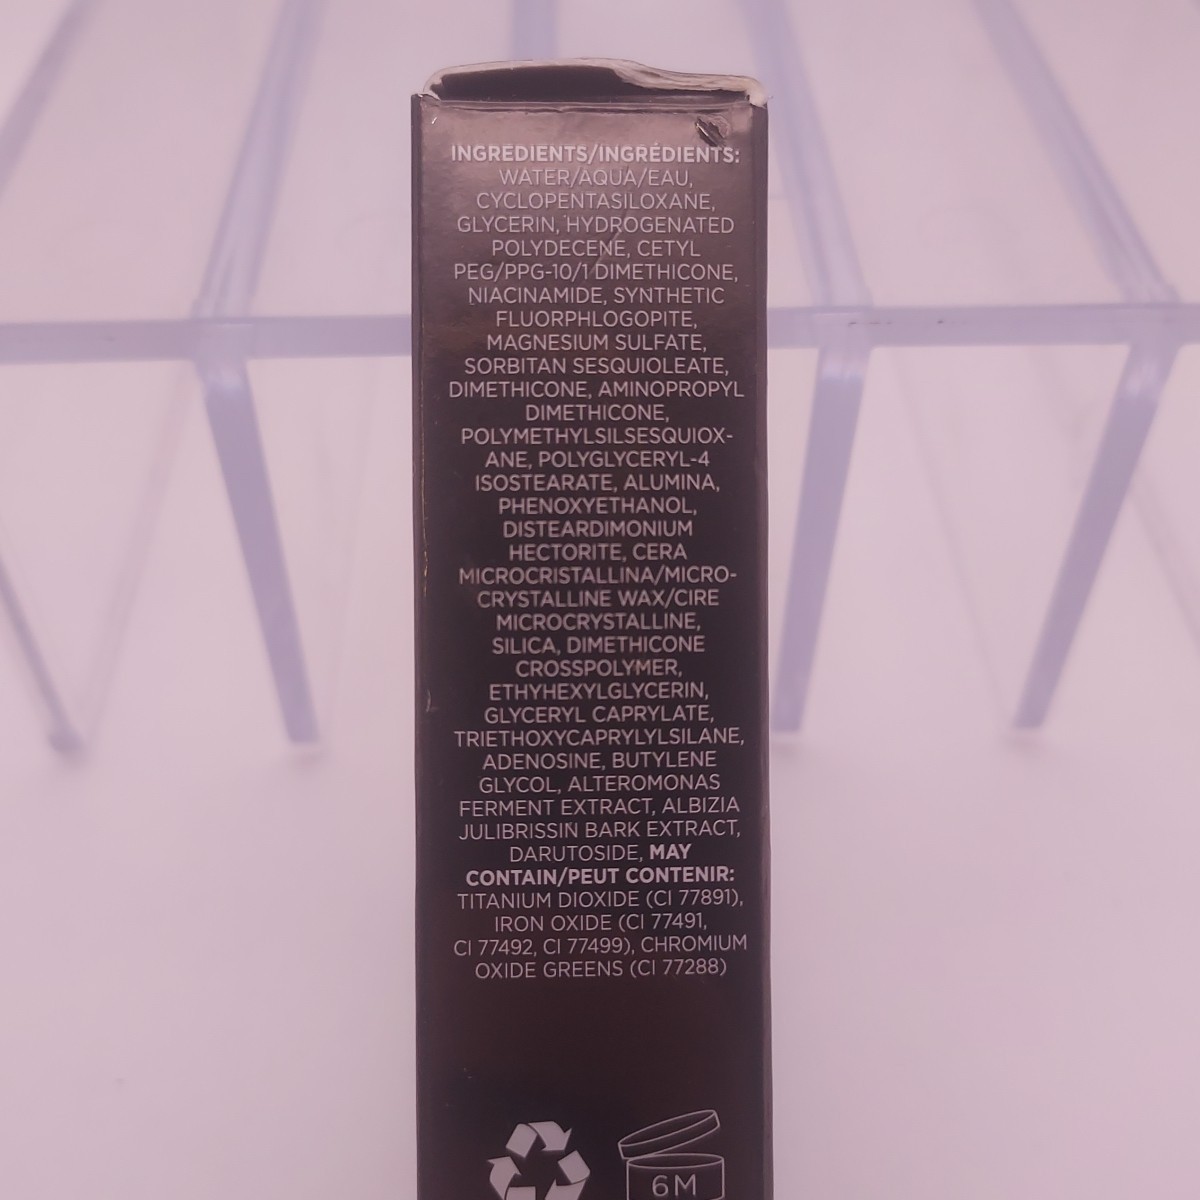 INGREDIENTS/INGRÉDIENTS:
WATER/AQUA/EAU,
CYCLOPENTASILOXANE,
GLYCERIN, HYDROGENATED
POLYDECENE, CETYL
PEG/PPG-10/1 DIMETHICONE,
NIACINAMIDE, SYNTHETIC
FLUORPHLOGOPITE,
MAGNESIUM SULFATE,
SORBITAN SESQUIOLEATE,
DIMETHICONE, AMINOPROPYL
DIMETHICONE,
POLYMETHYLSILSESQUIOX-
ANE, POLYGLYCERYL-4
ISOSTEARATE, ALUMINA,
PHENOXYETHANOL,
DISTEARDIMONIUM
HECTORITE, CERA
MICROCRISTALLINA/MICRO-
CRYSTALLINE WAX/CIRE
MICROCRYSTALLINE,
SILICA, DIMETHICONE
CROSSPOLYMER,
ETHYHEXYLGLYCERIN,
GLYCERYL CAPRYLATE,
TRIETHOXYCAPRYLYLSILANE,
ADENOSINE, BUTYLENE
GLYCOL, ALTEROMONAS
FERMENT EXTRACT, ALBIZIA
JULIBRISSIN BARK EXTRACT,
DARUTOSIDE, MAY
CONTAIN/PEUT CONTENIR:
TITANIUM DIOXIDE (CI 77891),
IRON OXIDE (CI 77491,
CI 77492, CI 77499), CHROMIUM
OXIDE GREENS (CI 77288)
6M